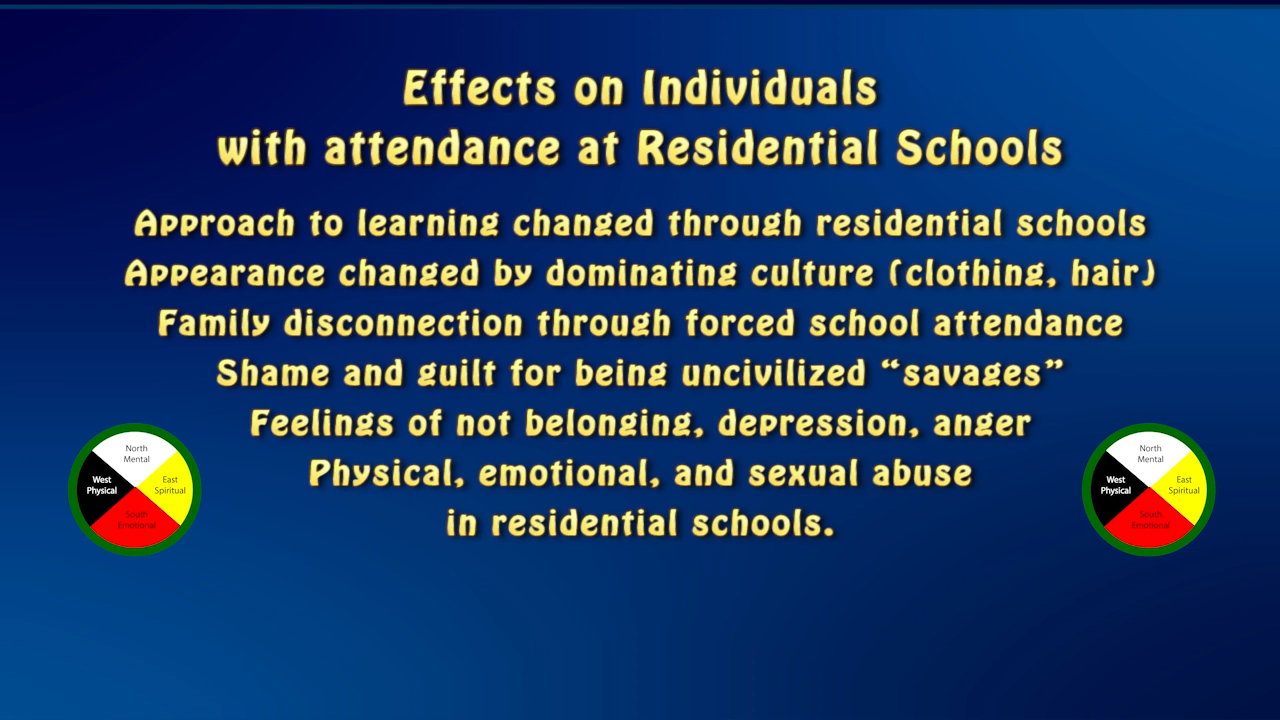 Effects on Individuals
with attendance at Residential Schools
Approach to learning changed through residential schools
Appearance changed by dominating culture (clothing, hair)
Family disconnection through forced school attendance
Shame and guilt for being uncivilized “savages”
Feelings of not belonging, depression, anger
Physical, emotional, and sexual abuse
in residential schools.
North
Mental
West
Physical
East
Spiritual
South
Emotional
North
Mental
West
Physical
East
Spiritual
South
Emotional